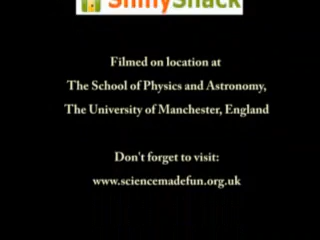 ShinyShack
Filmed on location at
The School of Physics and Astronomy,
The University of Manchester, England
Don't forget to visit:
www.sciencemadefun.org.uk